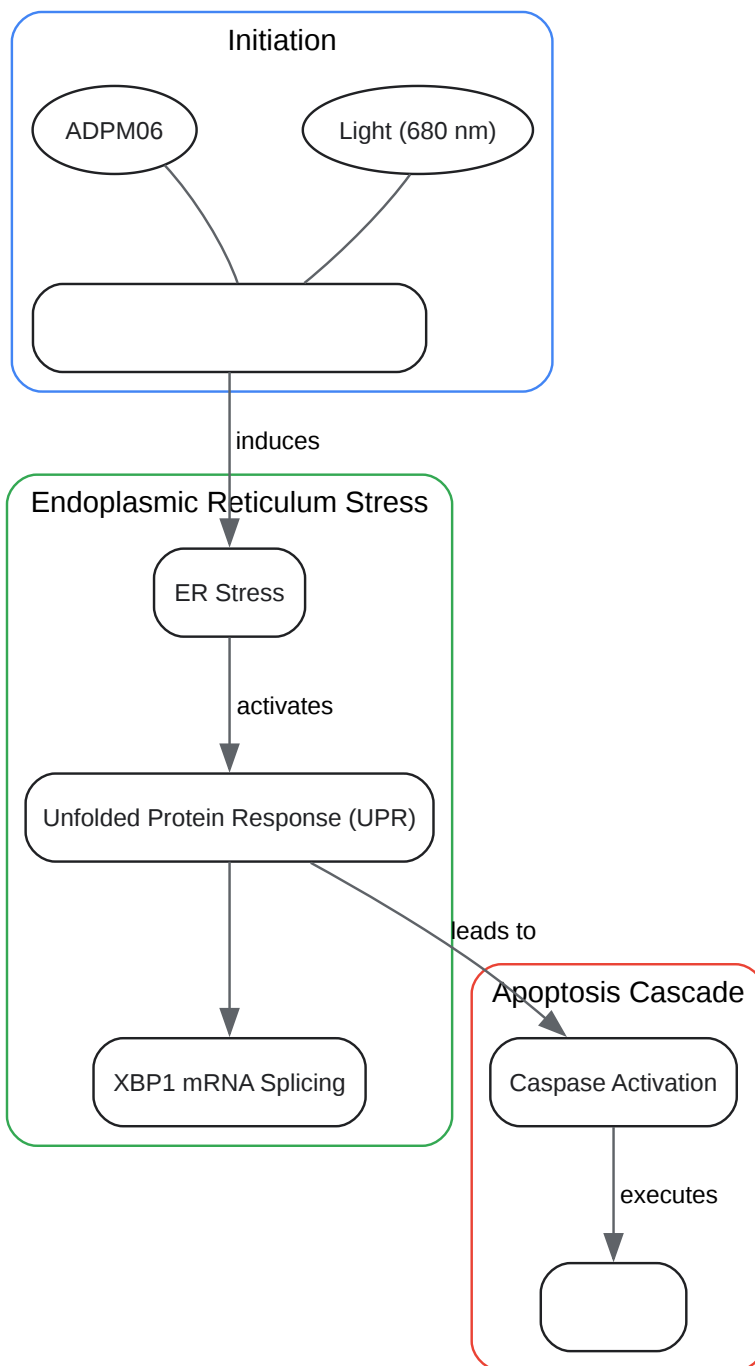 Initiation
ADPM06
Light (680 nm)
induces
Endoplasmic Reticulum Stress
ER Stress
activates
Unfolded Protein Response (UPR)
leads to
Apoptosis Cascade
XBP1 mRNA Splicing
Caspase Activation
executes